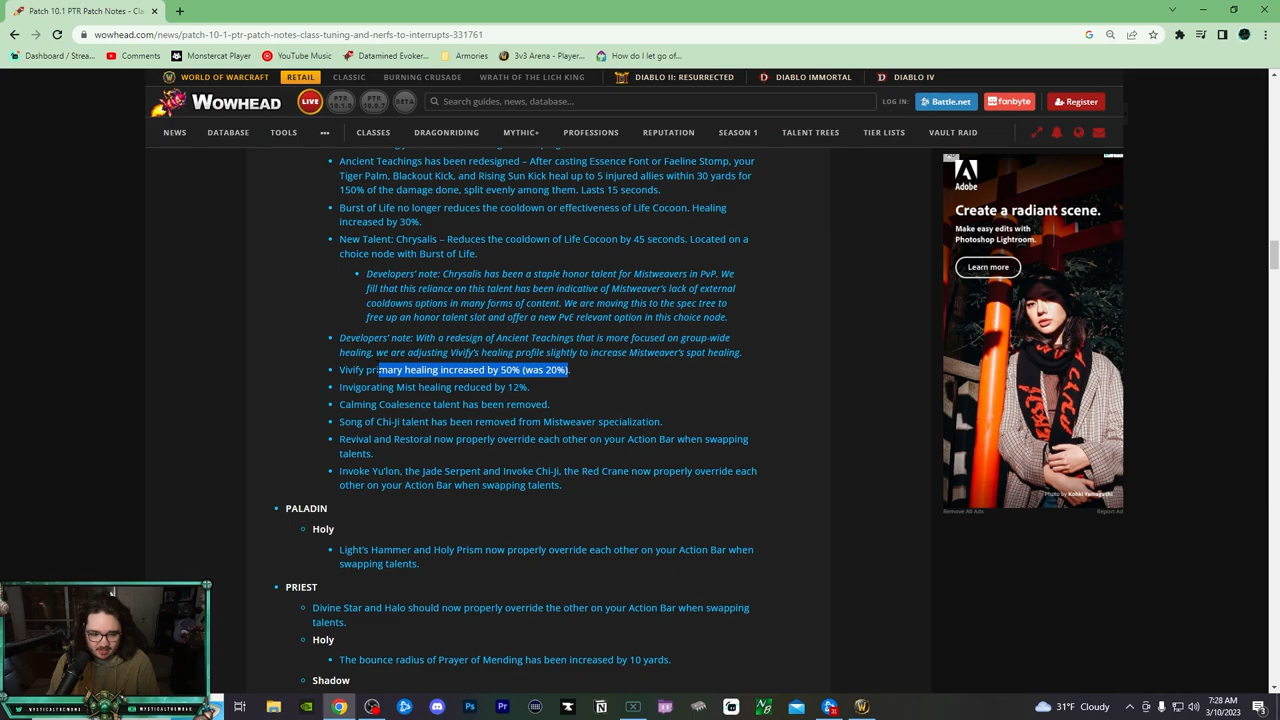 Patch 10.1 PTR Patch Notes - Cla
wowhead.com/news/patch-10-1-ptr-patch-notes-class-tuning-and-nerfs-to-interrupts-331761
Dashboard / Strea... Comments Monstercat Player YouTube Music Datamined Evoker... Armories 3v3 Arena - Player... How do I let go of...
WORLD OF WARCRAFT RETAIL CLASSIC BURNING CRUSADE WRATH OF THE LICH KING DIABLO II: RESURRECTED DIABLO IMMORTAL DIABLO IV
WOWHEAD LIVE PTR PTR BETA Search guides, news, database... LOG IN: Battle.net fanbyte Register
NEWS DATABASE TOOLS ••• CLASSES DRAGONRIDING MYTHIC+ PROFESSIONS REPUTATION SEASON 1 TALENT TREES TIER LISTS VAULT RAID
• Ancient Teachings has been redesigned – After casting Essence Font or Faeline Stomp, your
Tiger Palm, Blackout Kick, and Rising Sun Kick heal up to 5 injured allies within 30 yards for
150% of the damage done, split evenly among them. Lasts 15 seconds.
• Burst of Life no longer reduces the cooldown or effectiveness of Life Cocoon. Healing
increased by 30%.
• New Talent: Chrysalis – Reduces the cooldown of Life Cocoon by 45 seconds. Located on a
choice node with Burst of Life.
• Developers' note: Chrysalis has been a staple honor talent for Mistweavers in PvP. We
fill that this reliance on this talent has been indicative of Mistweaver's lack of external
cooldowns options in many forms of content. We are moving this to the spec tree to
free up an honor talent slot and offer a new PvE relevant option in this choice node.
• Developers' note: With a redesign of Ancient Teachings that is more focused on group-wide
healing, we are adjusting Vivify's healing profile slightly to increase Mistweaver's spot healing.
• Vivify primary healing increased by 50% (was 20%).
• Invigorating Mist healing reduced by 12%.
• Calming Coalesence talent has been removed.
• Song of Chi-Ji talent has been removed from Mistweaver specialization.
• Revival and Restoral now properly override each other on your Action Bar when swapping
talents.
• Invoke Yu'lon, the Jade Serpent and Invoke Chi-Ji, the Red Crane now properly override each
other on your Action Bar when swapping talents.
• PALADIN
Holy
• Light's Hammer and Holy Prism now properly override each other on your Action Bar when
swapping talents.
• PRIEST
Divine Star and Halo should now properly override the other on your Action Bar when swapping
talents.
Holy
• The bounce radius of Prayer of Mending has been increased by 10 yards.
Shadow
Adobe
Create a radiant scene.
Make easy edits with
Photoshop Lightroom.
Learn more
Photo by Kohki Yamaguchi
Remove All Ads Report Ad
MYSTICALTHEMONK MYSTICALTHEMONK
31°F Cloudy
7:28 AM
3/10/2023